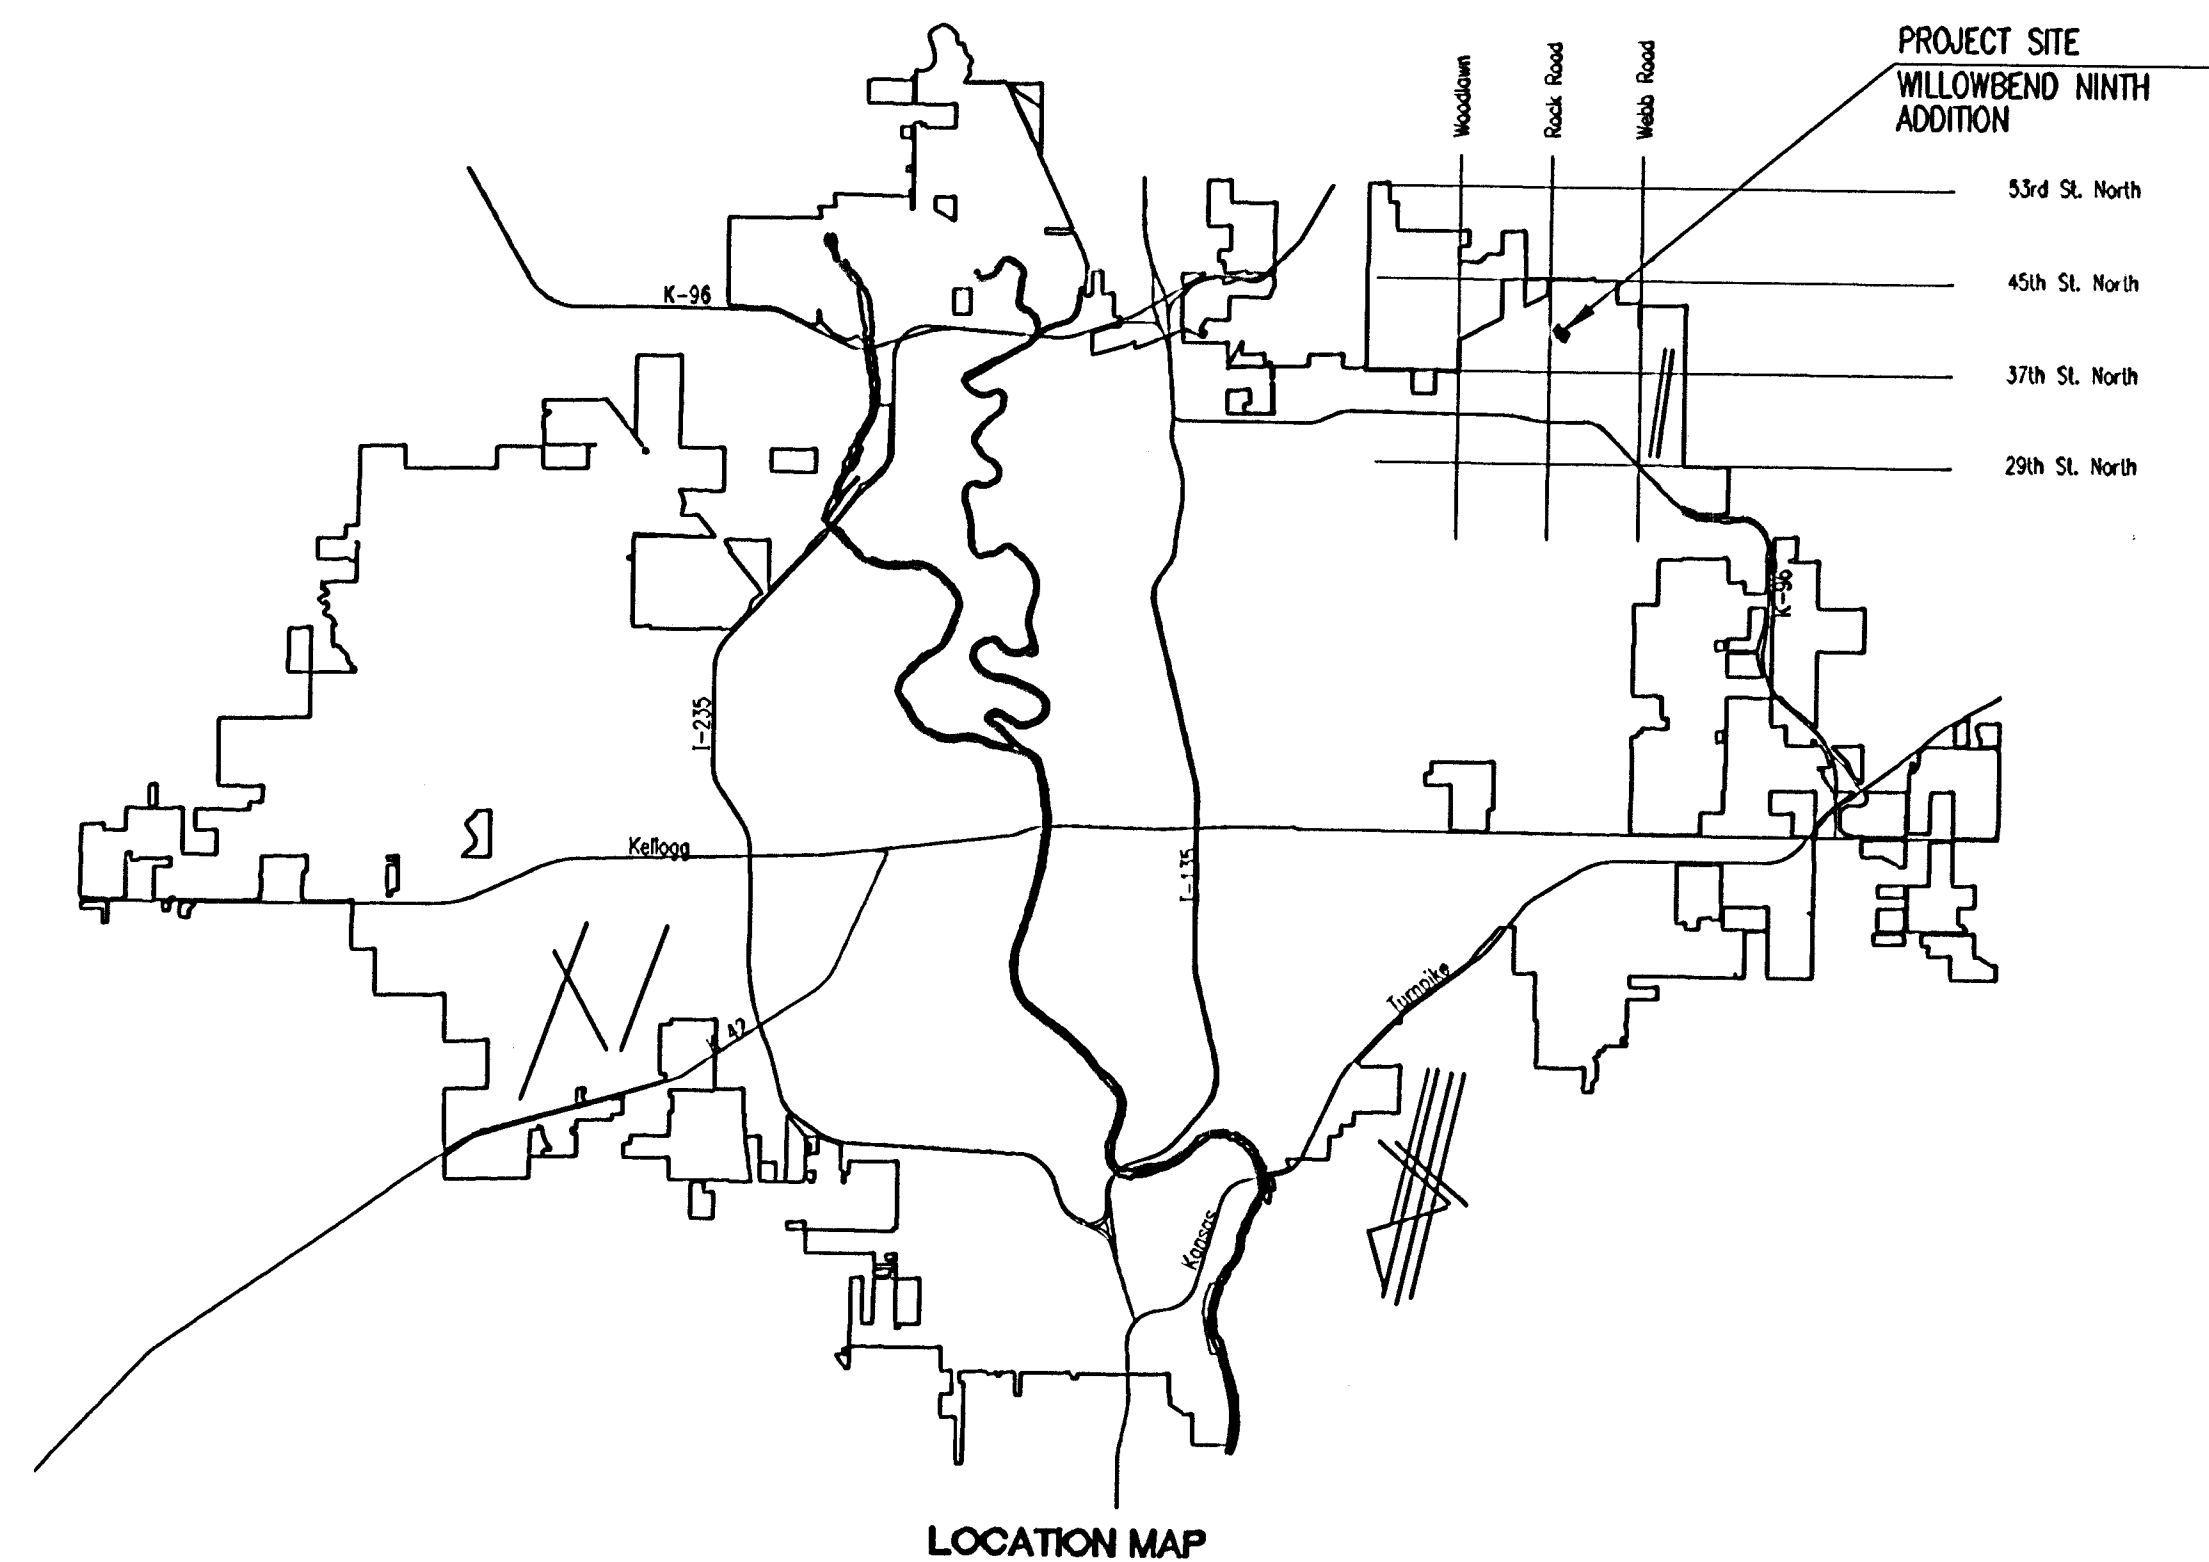 PROJECT SITE
WILLOWBEND NINTH
ADDITION
Woodlawn
Rock Road
Webb Road
53rd St. North
45th St. North
K-96
37th St. North
29th St. North
K-96
I-235
Kellogg
I-135
Turnpike
K 42
Kansas
LOCATION MAP